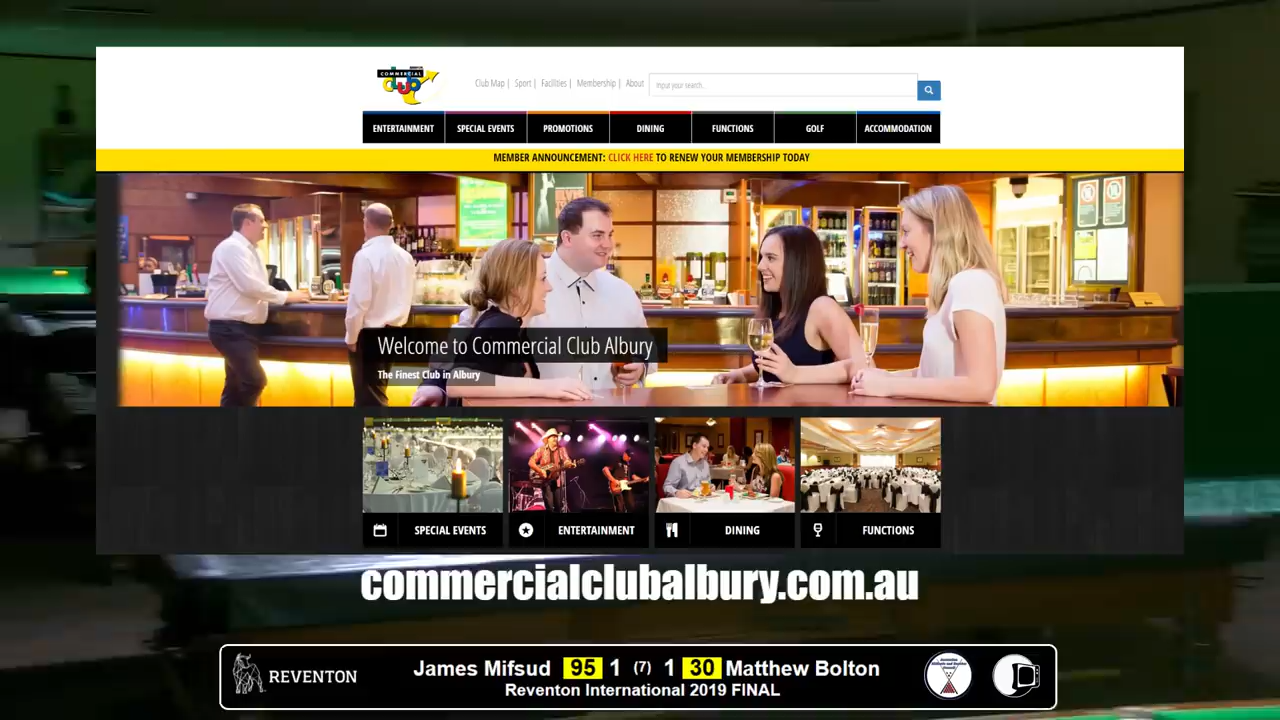 COMMERCIAL
club
Club Map | Sport | Facilities | Membership | About
Input your search..
ENTERTAINMENT SPECIAL EVENTS PROMOTIONS DINING FUNCTIONS GOLF ACCOMMODATION
MEMBER ANNOUNCEMENT: CLICK HERE TO RENEW YOUR MEMBERSHIP TODAY
Welcome to Commercial Club Albury
The Finest Club in Albury
SPECIAL EVENTS ENTERTAINMENT DINING FUNCTIONS
commercialclubalbury.com.au
REVENTON
James Mifsud 95 1 (7) 1 30 Matthew Bolton
Reventon International 2019 FINAL